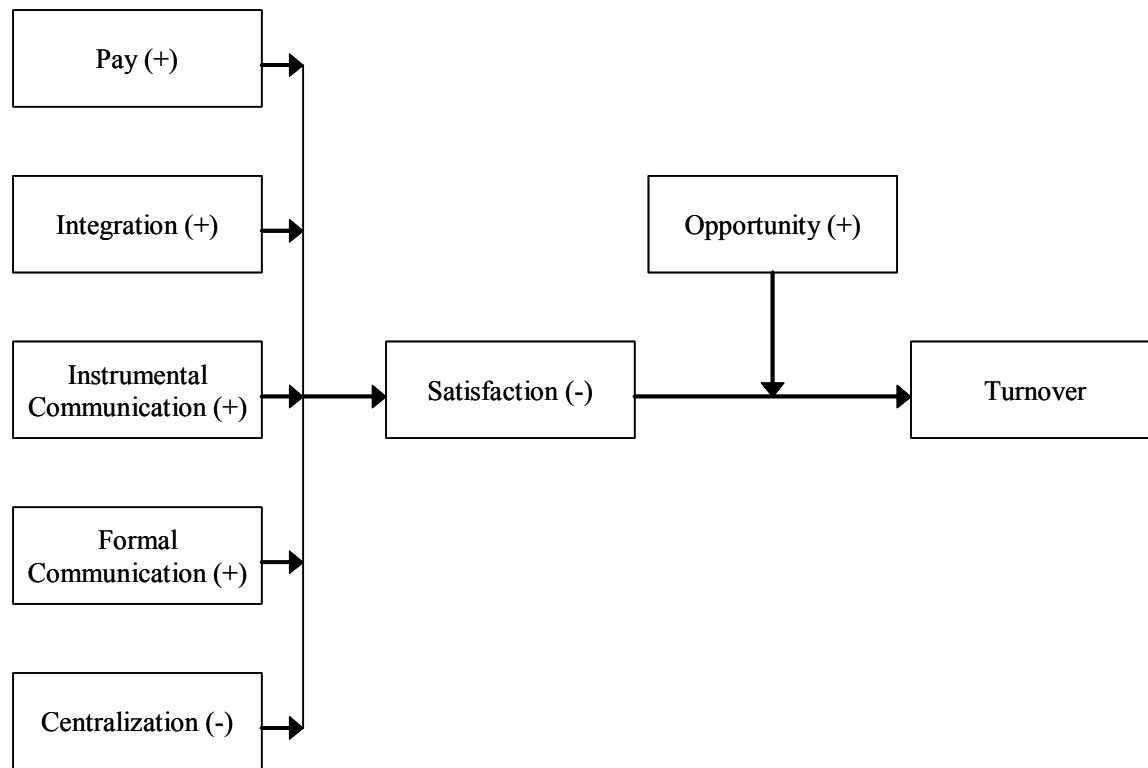 Pay (+)
Integration (+)
Opportunity (+)
Instrumental
Communication (+)
Satisfaction (-)
Turnover
Formal
Communication (+)
Centralization (-)